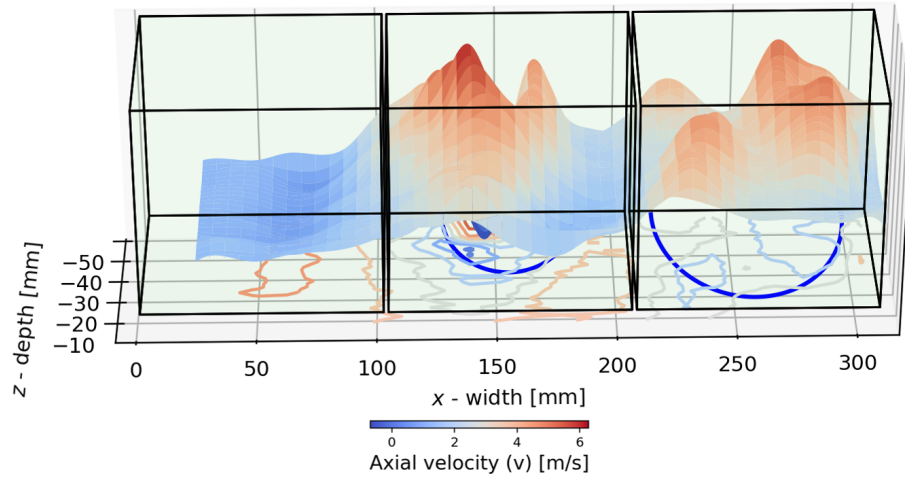 −50
−40
−30
−20
−10
z - depth [mm]
0 50 100 150 200 250 300
x - width [mm]
0 2 4 6
Axial velocity (v) [m/s]